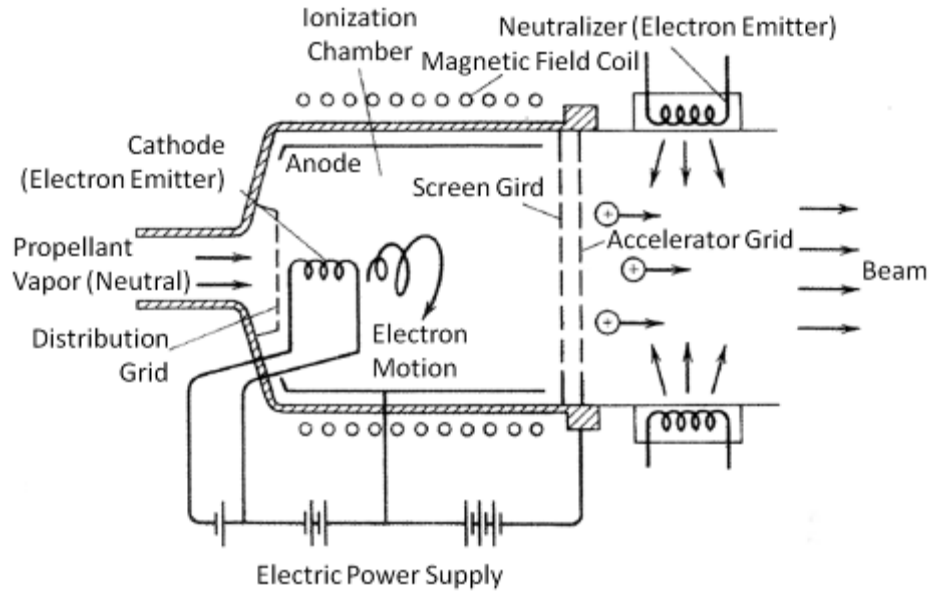 Ionization
Chamber
Neutralizer (Electron Emitter)
Magnetic Field Coil
Cathode
(Electron Emitter)
Anode
Screen Gird
Propellant
Vapor (Neutral)
Accelerator Grid
Beam
Distribution
Grid
Electron
Motion
Electric Power Supply